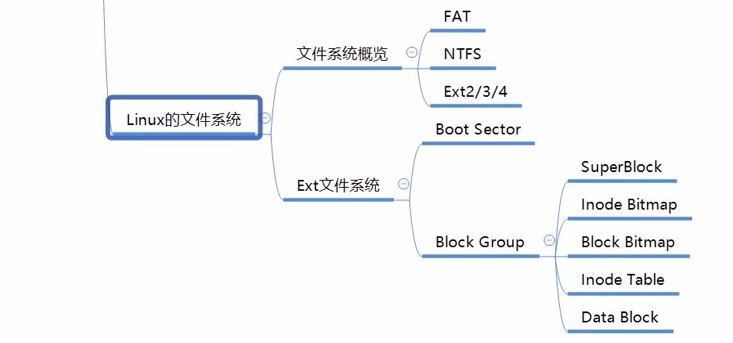 Linux的文件系统
文件系统概览
FAT
NTFS
Ext2/3/4
Ext文件系统
Boot Sector
Block Group
SuperBlock
Inode Bitmap
Block Bitmap
Inode Table
Data Block